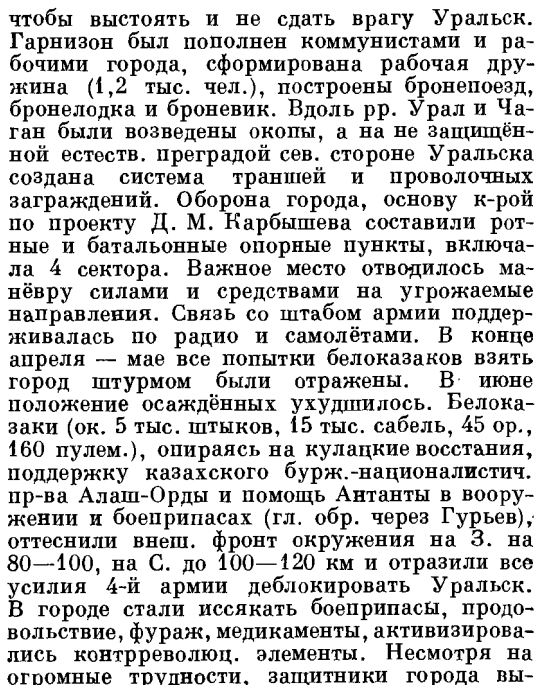 чтобы выстоять и не сдать врагу Уральск.
Гарнизон был пополнен коммунистами и ра-
бочими города, сформирована рабочая дру-
жина (1,2 тыс. чел.), построены бронепоезд,
бронелодка и броневик. Вдоль рр. Урал и Ча-
ган были возведены окопы, а на не защищён-
ной естеств. преградой сев. стороне Уральска
создана система траншей и проволочных
заграждений. Оборона города, основу к-рой
по проекту Д. М. Карбышева составили рот-
ные и батальонные опорные пункты, включа-
ла 4 сектора. Важное место отводилось ма-
нёвру силами и средствами на угрожаемые
направления. Связь со штабом армии поддер-
живалась по радио и самолётами. В конце
апреля — мае все попытки белоказаков взять
город штурмом были отражены. В июне
положение осаждённых ухудшилось. Белока-
заки (ок. 5 тыс. штыков, 15 тыс. сабель, 45 ор.,
160 пулем.), опираясь на кулацкие восстания,
поддержку казахского бурж.-националистич.
пр-ва Алаш-Орды и помощь Антанты в воору-
жении и боеприпасах (гл. обр. через Гурьев),
оттеснили внеш. фронт окружения на З. на
80—100, на С. до 100—120 км и отразили все
усилия 4-й армии деблокировать Уральск.
В городе стали иссякать боеприпасы, продо-
вольствие, фураж, медикаменты, активизирова-
лись контрреволюц. элементы. Несмотря на
огромные трудности, защитники города вы-